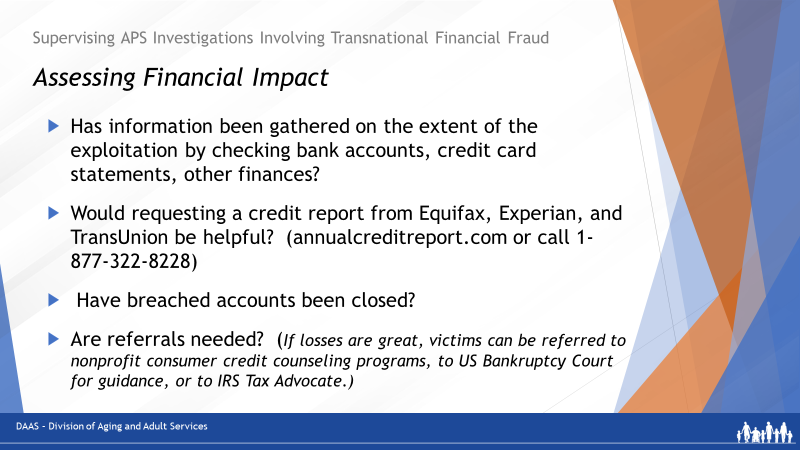 Supervising APS Investigations Involving Transnational Financial Fraud
Assessing Financial Impact
Has information been gathered on the extent of the
exploitation by checking bank accounts, credit card
statements, other finances?
Would requesting a credit report from Equifax, Experian, and
TransUnion be helpful?  (annualcreditreport.com or call 1-
877-322-8228)
Have breached accounts been closed?
Are referrals needed?  (If losses are great, victims can be referred to
nonprofit consumer credit counseling programs, to US Bankruptcy Court
for guidance, or to IRS Tax Advocate.)
DAAS – Division of Aging and Adult Services